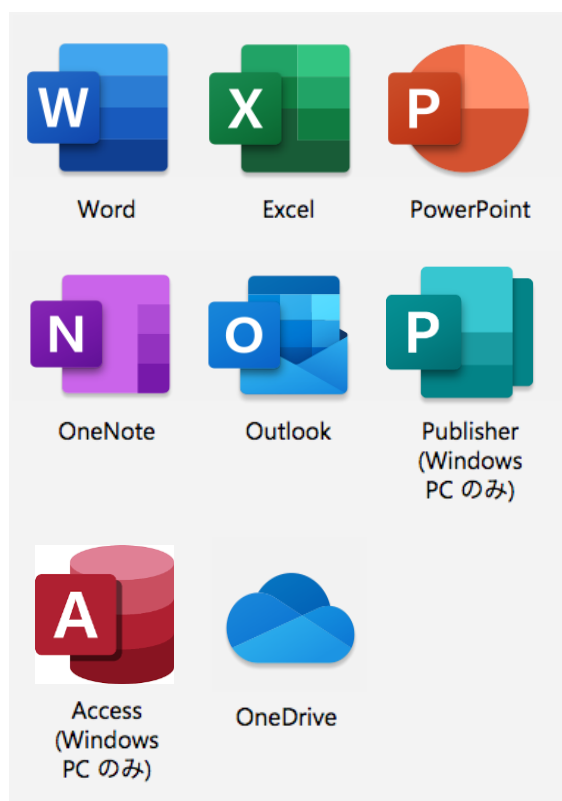 W
X
P
Word
Excel
PowerPoint
N
O
P
OneNote
Outlook
Publisher
(Windows
PC のみ)
A
Access
(Windows
PC のみ)
OneDrive